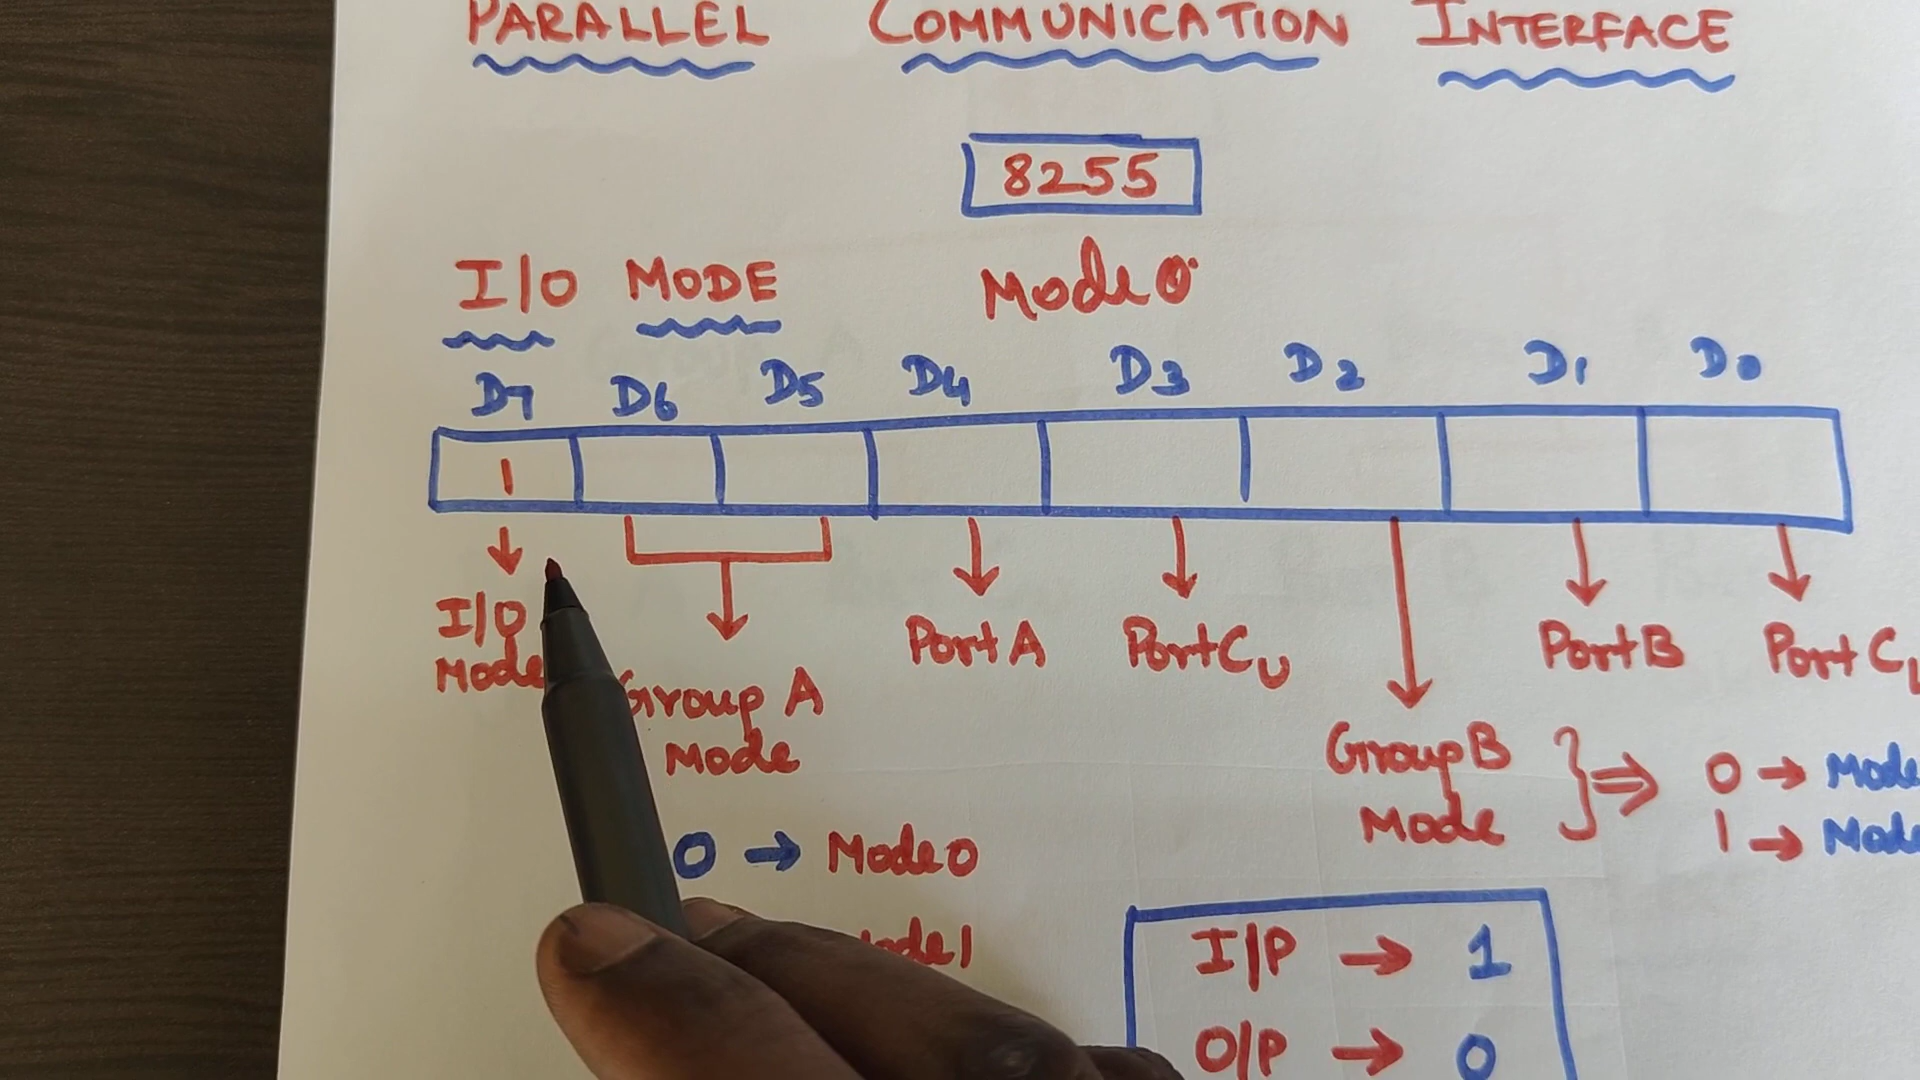 PARALLEL COMMUNICATION INTERFACE
8255
I/O MODE Mode 0
D7 D6 D5 D4 D3 D2 D1 D0
1
I/O Mode
Group A Mode
Port A
Port CU
Group B Mode
Port B
Port C
0 → Mode
1 → Mode
0 → Mode 0
I/P → 1
O/P → 0